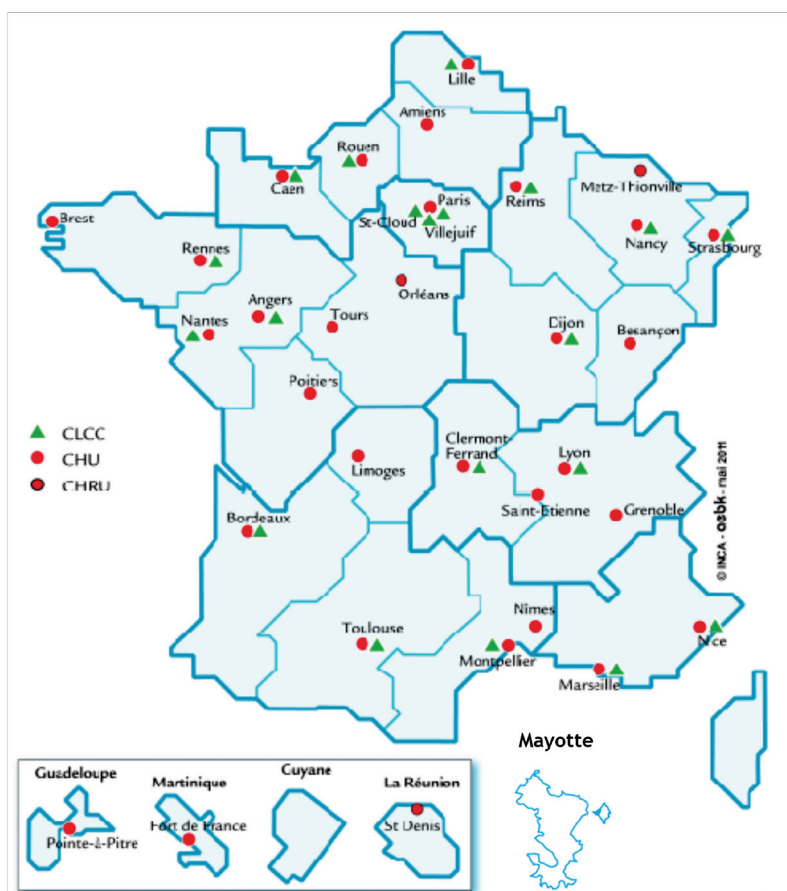 Lille
Amiens
Rouen
Caen
Paris
St-Cloud
Villejuif
Reims
Metz-Thionville
Nancy
Strasbourg
Brest
Rennes
Angers
Nantes
Tours
Orléans
Dijon
Besançon
Poitiers
CLCC
CHU
CHRU
Limoges
Clermont-
Ferrand
Lyon
Saint-Etienne
Grenoble
© INCA - asbk - mai 2011
Bordeaux
Toulouse
Nîmes
Montpellier
Marseille
Nice
Mayotte
Guadeloupe
Pointe-à-Pitre
Martinique
Fort de France
Guyane
La Réunion
St Denis